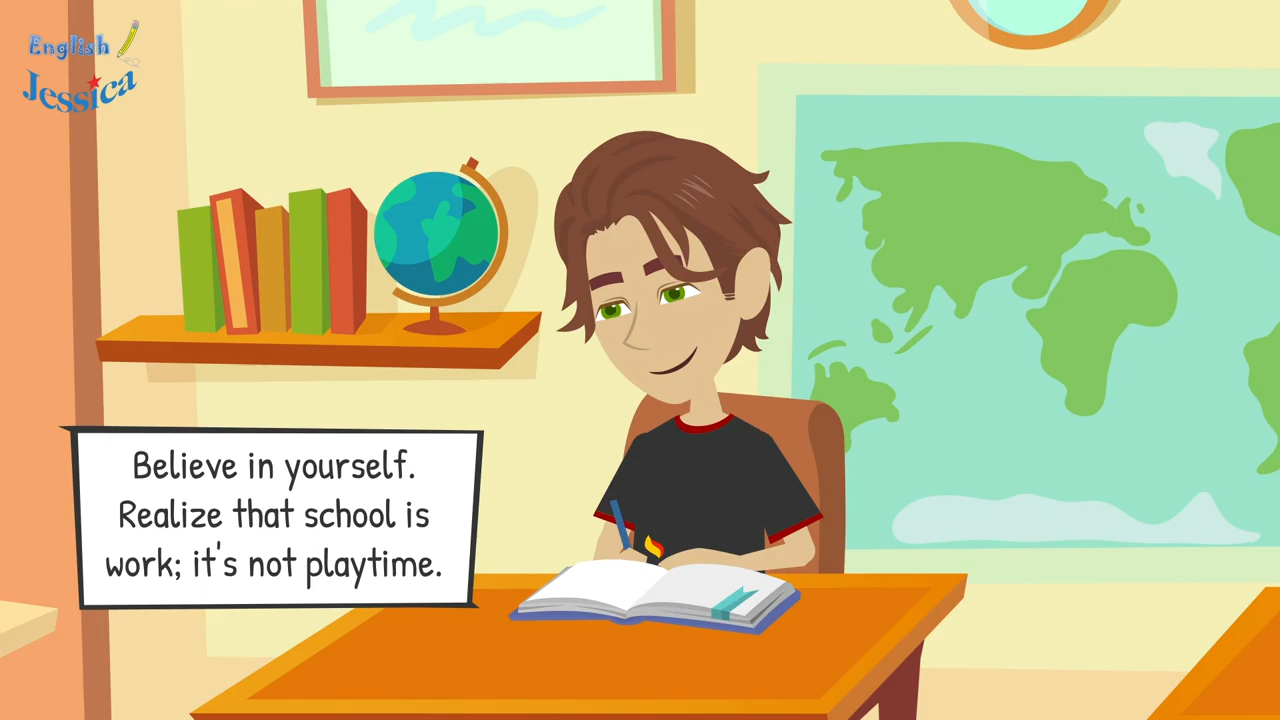 English
Jessica
Believe in yourself.
Realize that school is
work; it's not playtime.